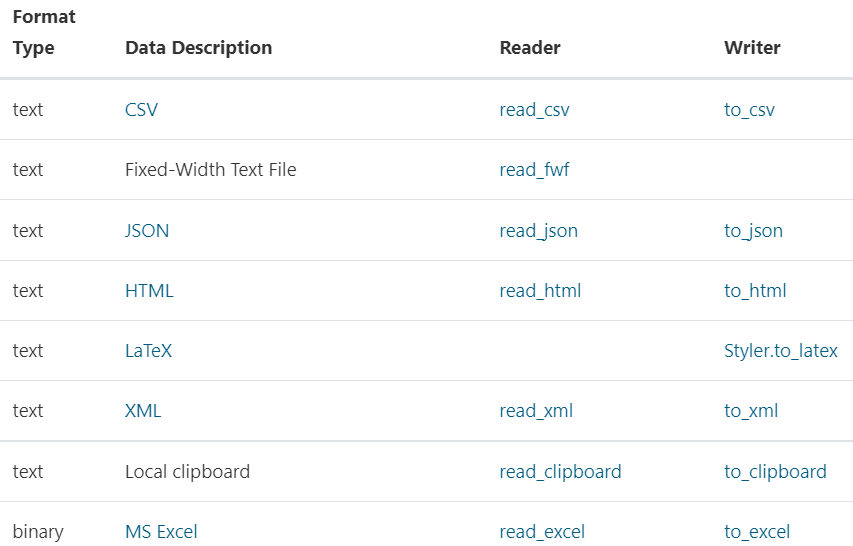 Format
Type Data Description Reader Writer
text CSV read_csv to_csv
text Fixed-Width Text File read_fwf
text JSON read_json to_json
text HTML read_html to_html
text LaTeX Styler.to_latex
text XML read_xml to_xml
text Local clipboard read_clipboard to_clipboard
binary MS Excel read_excel to_excel